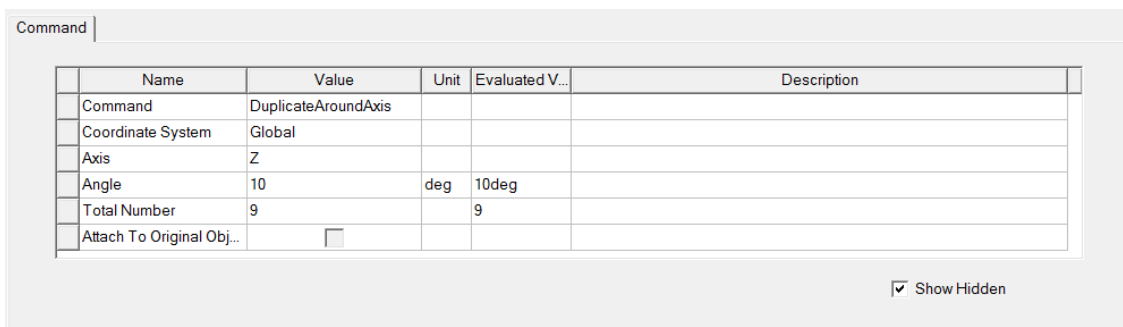 Command
Name Value Unit Evaluated V... Description
Command DuplicateAroundAxis
Coordinate System Global
Axis Z
Angle 10 deg 10deg
Total Number 9 9
Attach To Original Obj...
Show Hidden